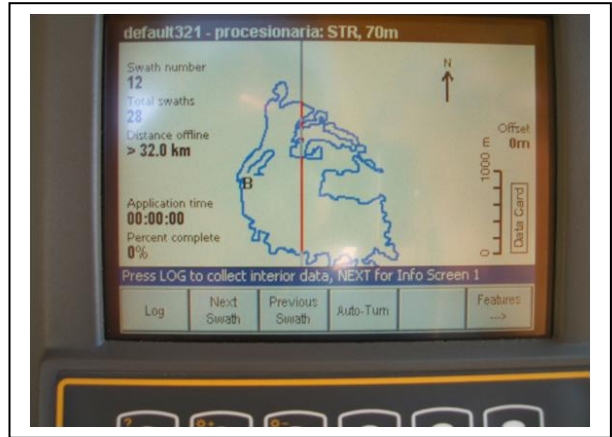 default321 - procesionaria: STR, 70m
Swath number
12
Total swaths
28
Distance offline
> 32.0 km
Application time
00:00:00
Percent complete
0%
N
B
Offset
0m
1000 m
0
Data Card
Press LOG to collect interior data, NEXT for Info Screen 1
Log
Next
Swath
Previous
Swath
Auto-Turn
Features
--->
?